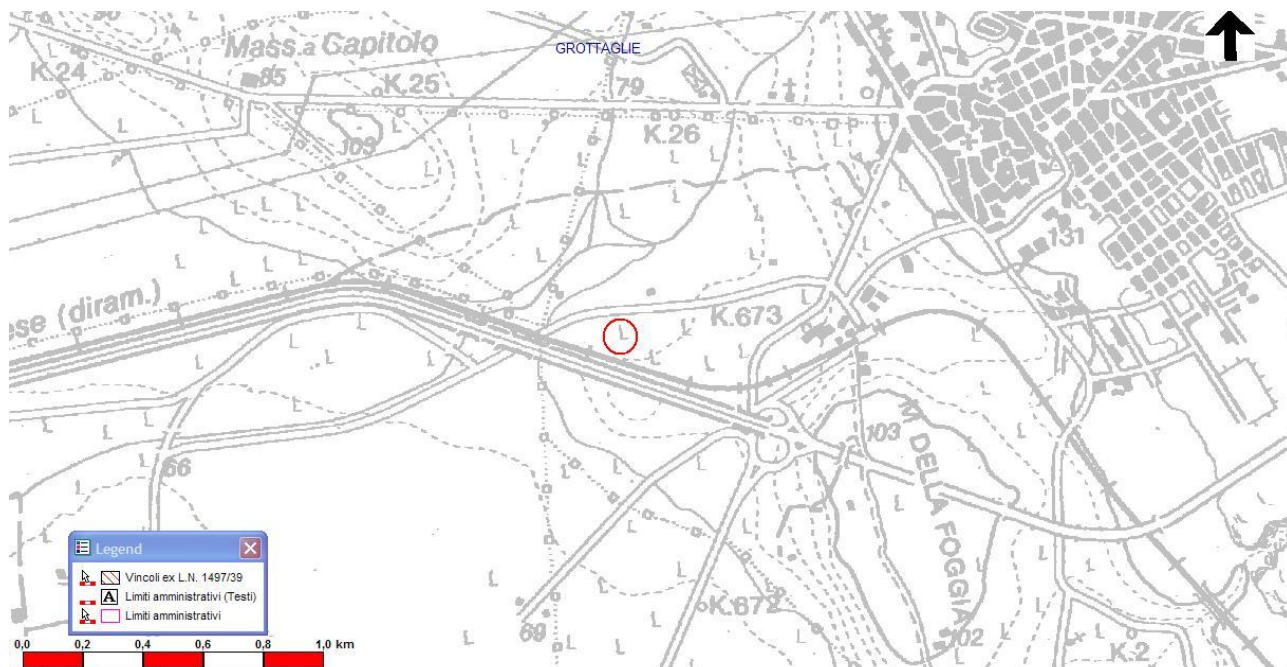 Mass.a Capitolo
GROTTAGLIE
K.24
85
K.25
79
103
K.26
131
ese (diram.)
K.673
66
103
M. DELLA FOGGIA
K.672
69
102
K.2
Legend
Vincoli ex L.N. 1497/39
A Limiti amministrativi (Testi)
Limiti amministrativi
0,0 0,2 0,4 0,6 0,8 1,0 km